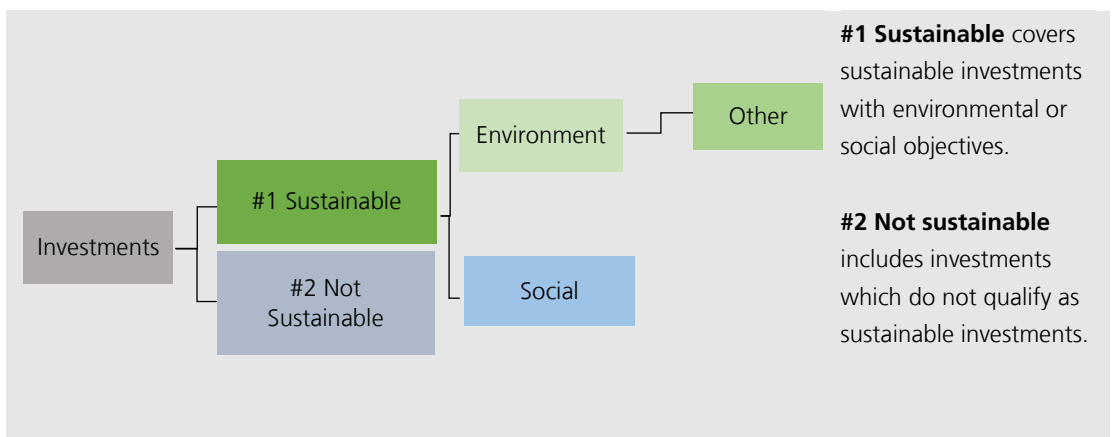 Investments
#1 Sustainable
#2 Not
Sustainable
Environment
Social
Other
#1 Sustainable covers
sustainable investments
with environmental or
social objectives.
#2 Not sustainable
includes investments
which do not qualify as
sustainable investments.